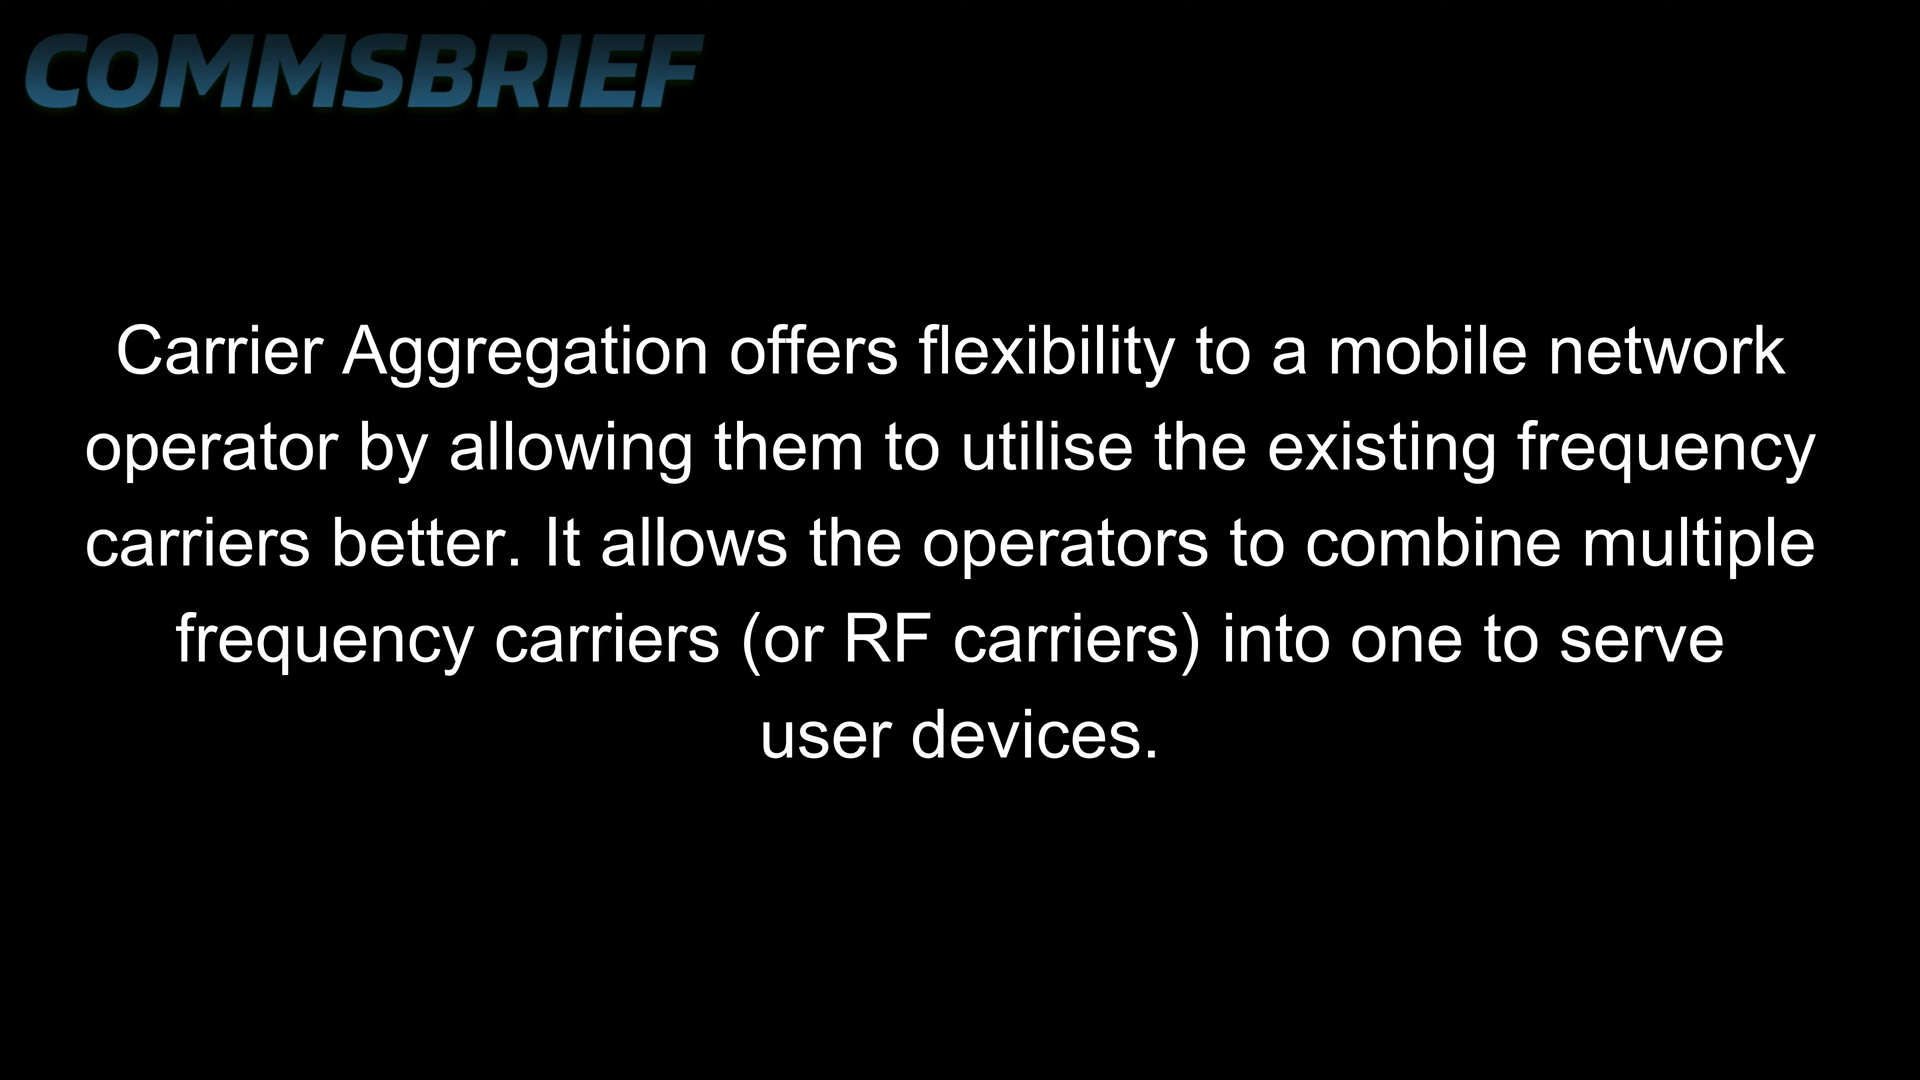 COMMSBRIEF
Carrier Aggregation offers flexibility to a mobile network
operator by allowing them to utilise the existing frequency
carriers better. It allows the operators to combine multiple
frequency carriers (or RF carriers) into one to serve
user devices.